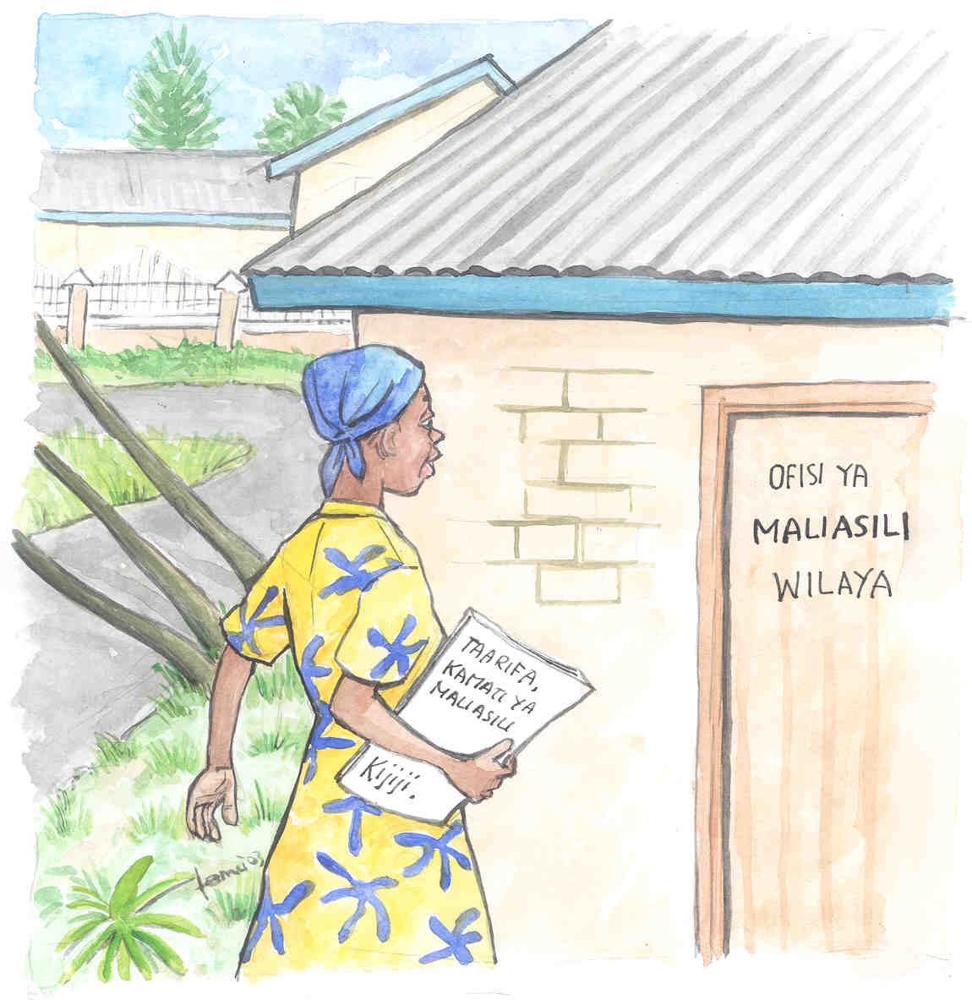 OFISI YA
MALIASILI
WILAYA
TAARIFA,
KAMATI YA
MALIASILI
Kijiji.